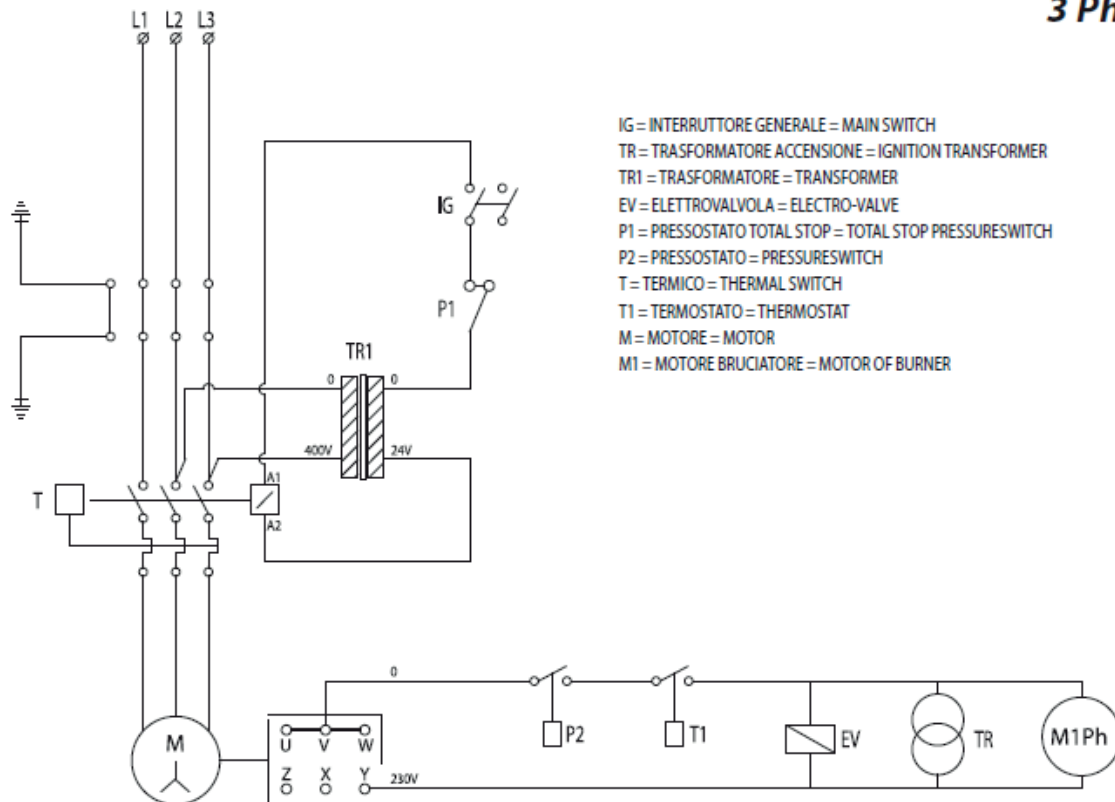 3 Ph
L1 L2 L3
IG = INTERRUTTORE GENERALE = MAIN SWITCH
TR = TRASFORMATORE ACCENSIONE = IGNITION TRANSFORMER
TR1 = TRASFORMATORE = TRANSFORMER
EV = ELETTROVALVOLA = ELECTRO-VALVE
P1 = PRESSOSTATO TOTAL STOP = TOTAL STOP PRESSURESWITCH
P2 = PRESSOSTATO = PRESSURESWITCH
T = TERMICO = THERMAL SWITCH
T1 = TERMOSTATO = THERMOSTAT
M = MOTORE = MOTOR
M1 = MOTORE BRUCIATORE = MOTOR OF BURNER
IG
P1
TR1
0 0
400V 24V
A1
T
A2
0
P2 T1 EV TR M1Ph
M
U V W
Z X Y 230V